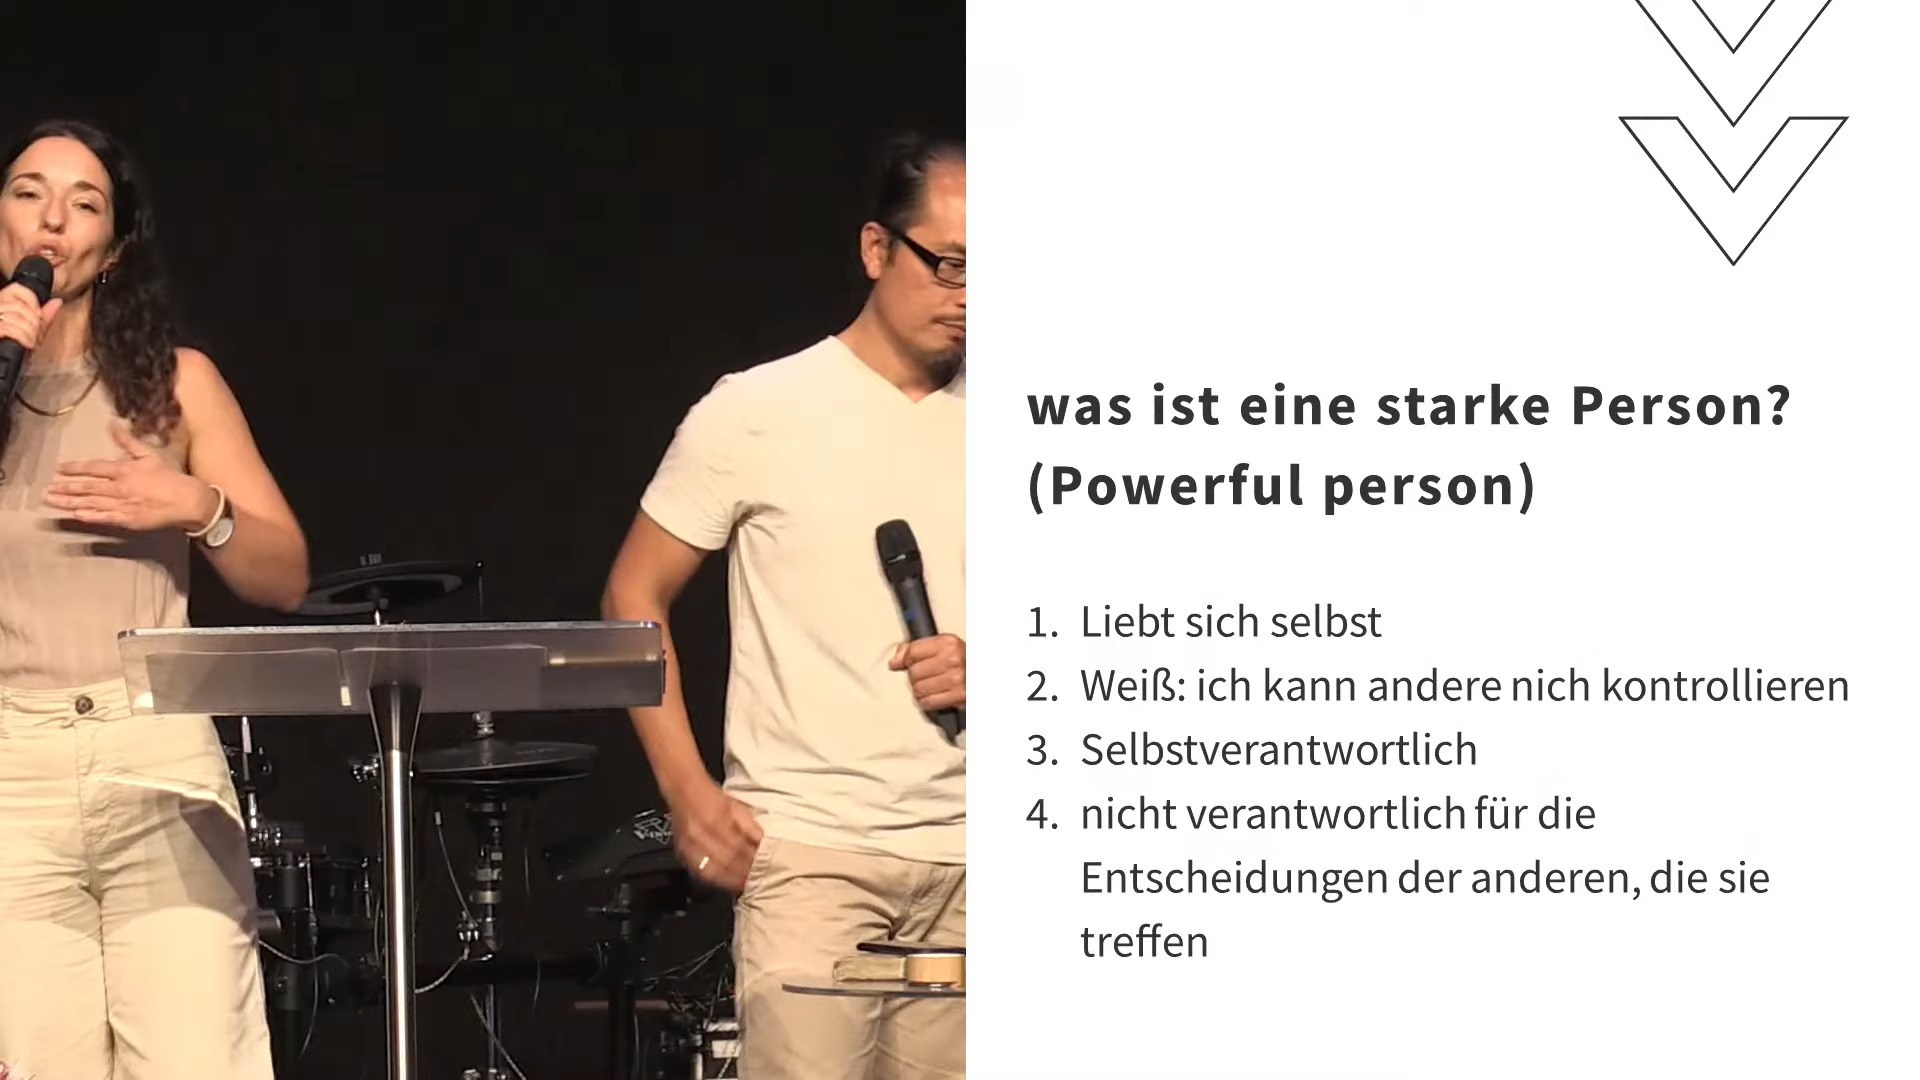 was ist eine starke Person?
(Powerful person)
1. Liebt sich selbst
2. Weiß: ich kann andere nich kontrollieren
3. Selbstverantwortlich
4. nicht verantwortlich für die
Entscheidungen der anderen, die sie
treffen